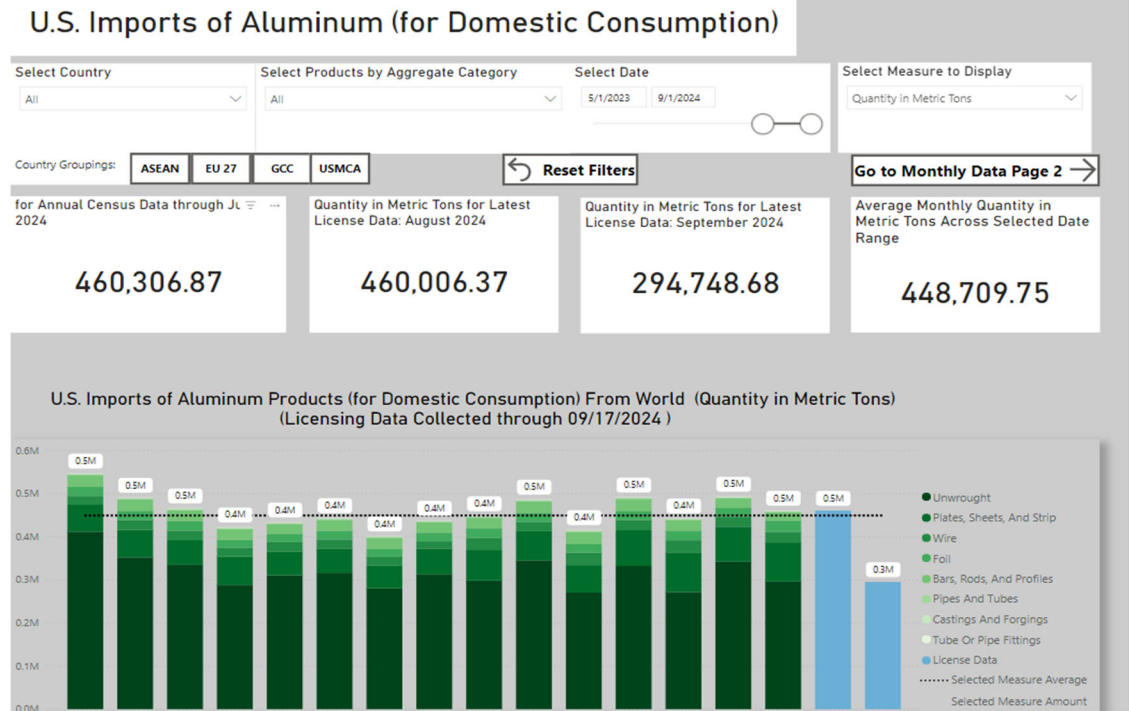 U.S. Imports of Aluminum (for Domestic Consumption)
Select Country
All
Select Products by Aggregate Category
All
Select Date
5/1/2023
9/1/2024
Select Measure to Display
Quantity in Metric Tons
Country Groupings:
ASEAN
EU 27
GCC
USMCA
Reset Filters
Go to Monthly Data Page 2
for Annual Census Data through Ju
2024
460,306.87
Quantity in Metric Tons for Latest
License Data: August 2024
460,006.37
Quantity in Metric Tons for Latest
License Data: September 2024
294,748.68
Average Monthly Quantity in
Metric Tons Across Selected Date
Range
448,709.75
U.S. Imports of Aluminum Products (for Domestic Consumption) From World (Quantity in Metric Tons)
(Licensing Data Collected through 09/17/2024 )
0.6M
0.5M
0.4M
0.3M
0.2M
0.1M
0.0M
0.5M
0.5M
0.5M
0.4M
0.4M
0.4M
0.4M
0.4M
0.4M
0.5M
0.4M
0.5M
0.4M
0.5M
0.5M
0.5M
0.3M
Unwrought
Plates, Sheets, And Strip
Wire
Foil
Bars, Rods, And Profiles
Pipes And Tubes
Castings And Forgings
Tube Or Pipe Fittings
License Data
Selected Measure Average
Selected Measure Amount